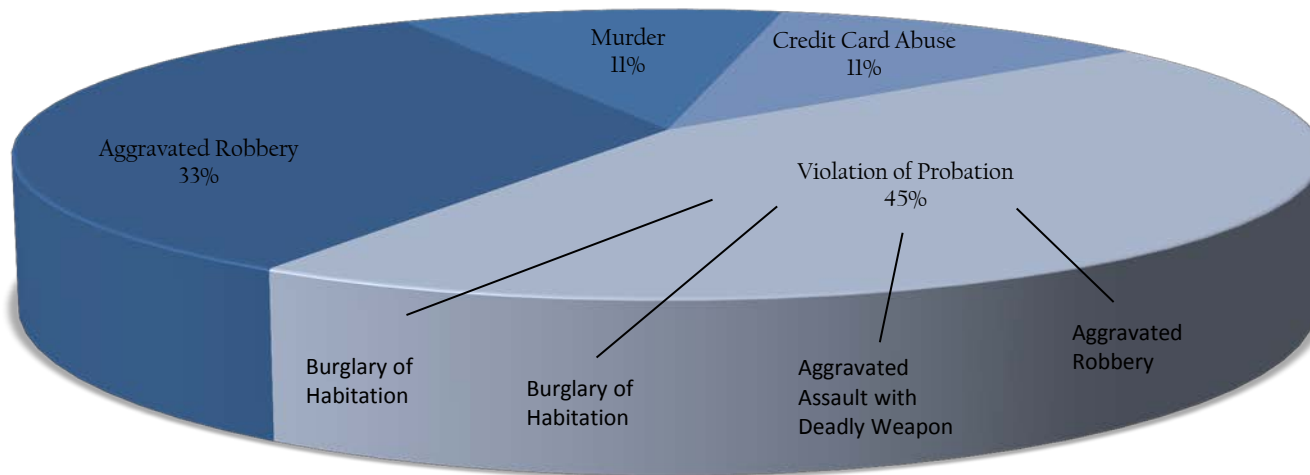 Murder
11%
Credit Card Abuse
11%
Aggravated Robbery
33%
Violation of Probation
45%
Burglary of
Habitation
Burglary of
Habitation
Aggravated
Assault with
Deadly Weapon
Aggravated
Robbery